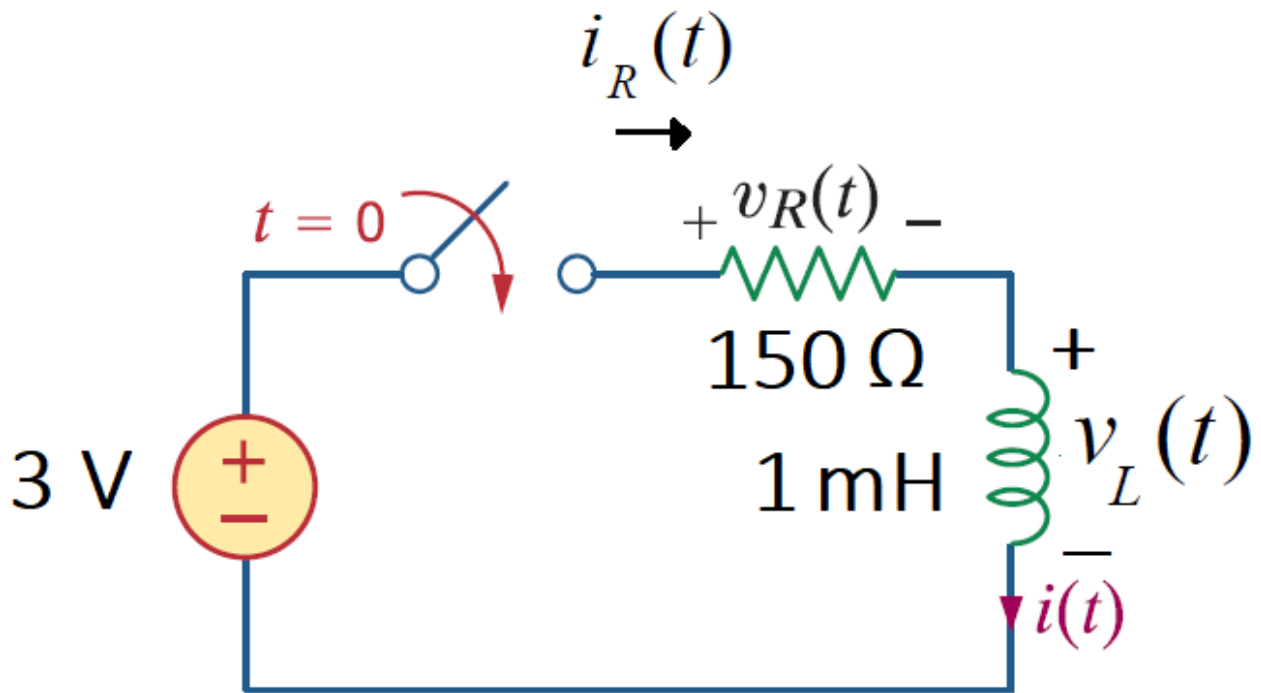 i_R(t)
t = 0
+ v_R(t) −
150 Ω
+
3 V
+
−
1 mH
v_L(t)
−
i(t)